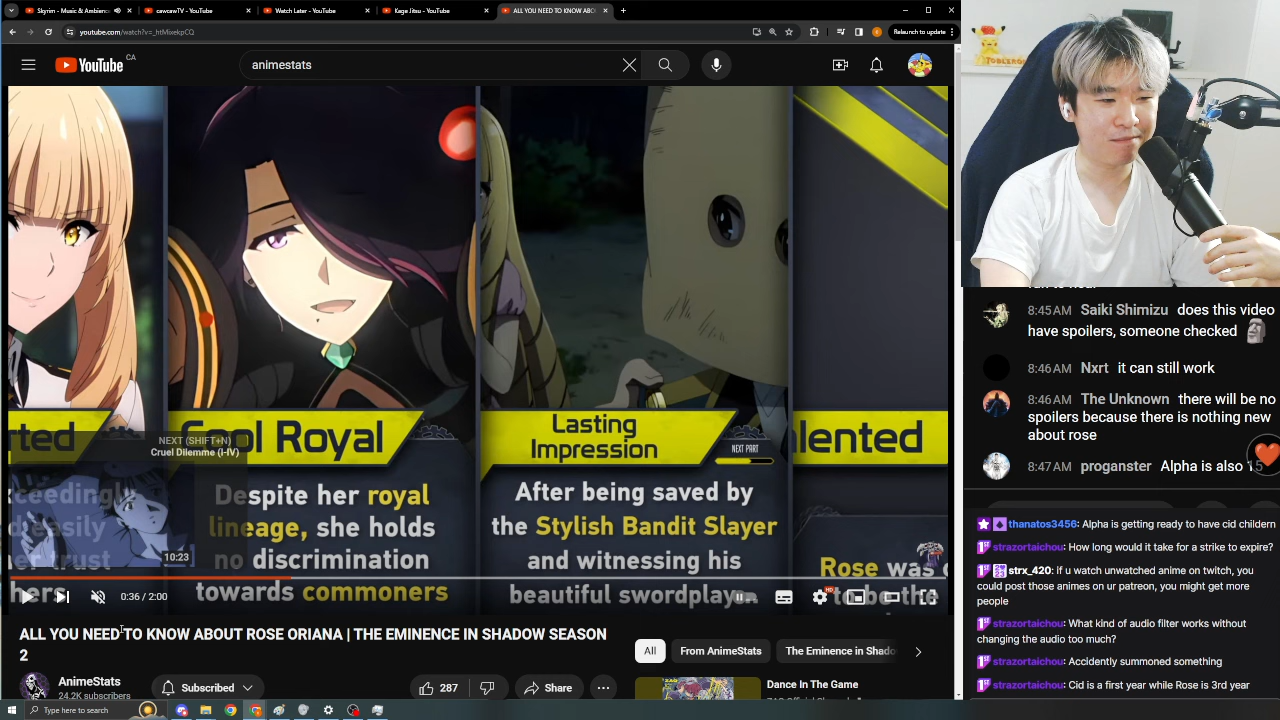 Skyrim - Music & Ambienc
cawcawTV - YouTube
Watch Later - YouTube
Kage Jitsu - YouTube
ALL YOU NEED TO KNOW ABO
youtube.com/watch?v=_htMixekpCQ
Relaunch to update
YouTube CA
animestats
TOBLERO
rted
Cool Royal
Lasting
Impression
NEXT PART
lented
NEXT (SHIFT+N)
Cruel Dilemme (I-IV)
10:23
Despite her royal
lineage, she holds
no discrimination
towards commoners
After being saved by
the Stylish Bandit Slayer
and witnessing his
beautiful swordplay
Rose was
to be the
HD
0:36 / 2:00
ALL YOU NEED TO KNOW ABOUT ROSE ORIANA | THE EMINENCE IN SHADOW SEASON
2
AnimeStats
24.2K subscribers
Subscribed
287
Share
All
From AnimeStats
The Eminence in Shado
Dance In The Game
8:45 AM Saiki Shimizu does this video
have spoilers, someone checked
8:46 AM Nxrt it can still work
8:46 AM The Unknown there will be no
spoilers because there is nothing new
about rose
8:47 AM proganster Alpha is also 15
thanatos3456: Alpha is getting ready to have cid childern
strazortaichou: How long would it take for a strike to expire?
strx_420: If u watch unwatched anime on twitch, you
could post those animes on ur patreon, you might get more
people
strazortaichou: What kind of audio filter works without
changing the audio too much?
strazortaichou: Accidently summoned something
strazortaichou: Cid is a first year while Rose is 3rd year
Type here to search